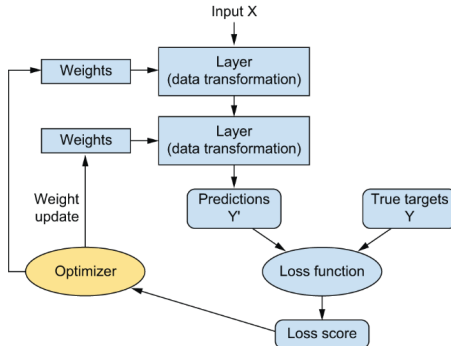 Input X
Weights
Layer
(data transformation)
Weights
Layer
(data transformation)
Weight
update
Predictions
Y'
True targets
Y
Optimizer
Loss function
Loss score